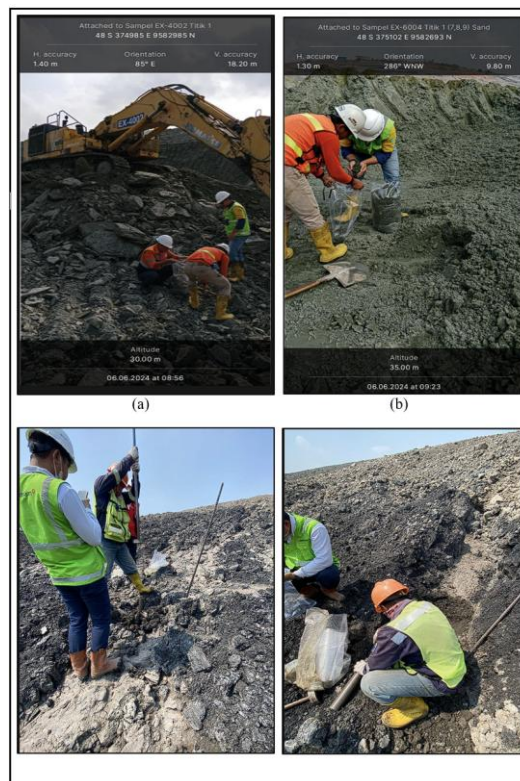 Attached to Sampel EX-4002 Titik 1
48 S 374985 E 9582985 N
H. accuracy Orientation V. accuracy
1.40 m 85° E 18.20 m
EX-4002
Altitude
30.00 m
06.06.2024 at 08:56
(a)
Attached to Sampel EX-6004 Titik 1 (7,8,9) Sand
48 S 375102 E 9582693 N
H. accuracy Orientation V. accuracy
1.30 m 286° WNW 9.80 m
Altitude
35.00 m
06.06.2024 at 09:23
(b)